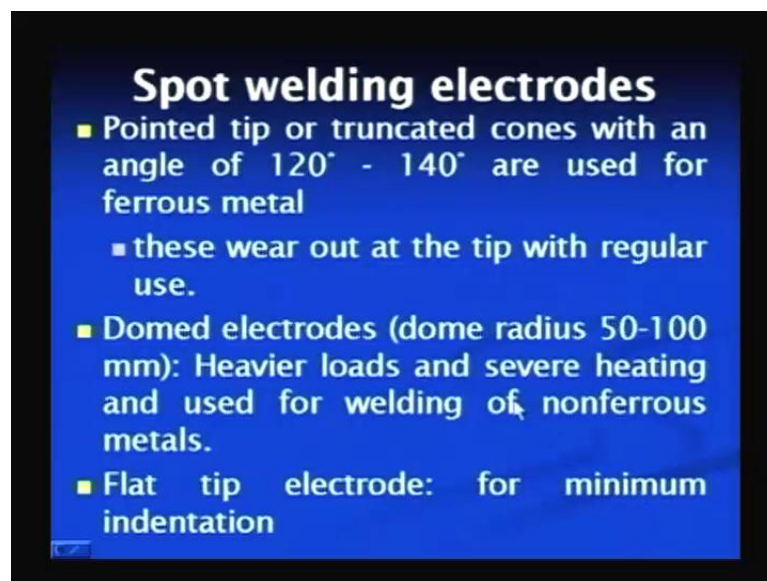 Spot welding electrodes
Pointed tip or truncated cones with an
angle of 120° - 140° are used for
ferrous metal
these wear out at the tip with regular
use.
Domed electrodes (dome radius 50-100
mm): Heavier loads and severe heating
and used for welding of nonferrous
metals.
Flat tip electrode: for minimum
indentation